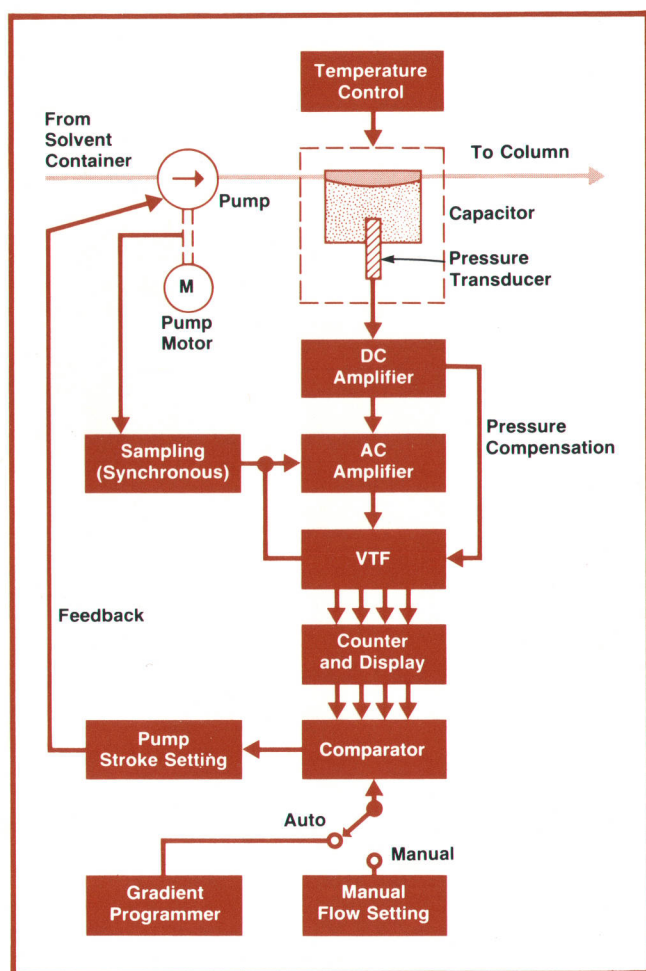 Temperature
Control
From
Solvent
Container
To Column
Pump
Capacitor
Pressure
Transducer
M
Pump
Motor
DC
Amplifier
Pressure
Compensation
Sampling
(Synchronous)
AC
Amplifier
VTF
Feedback
Counter
and Display
Pump
Stroke Setting
Comparator
Auto
Manual
Gradient
Programmer
Manual
Flow Setting